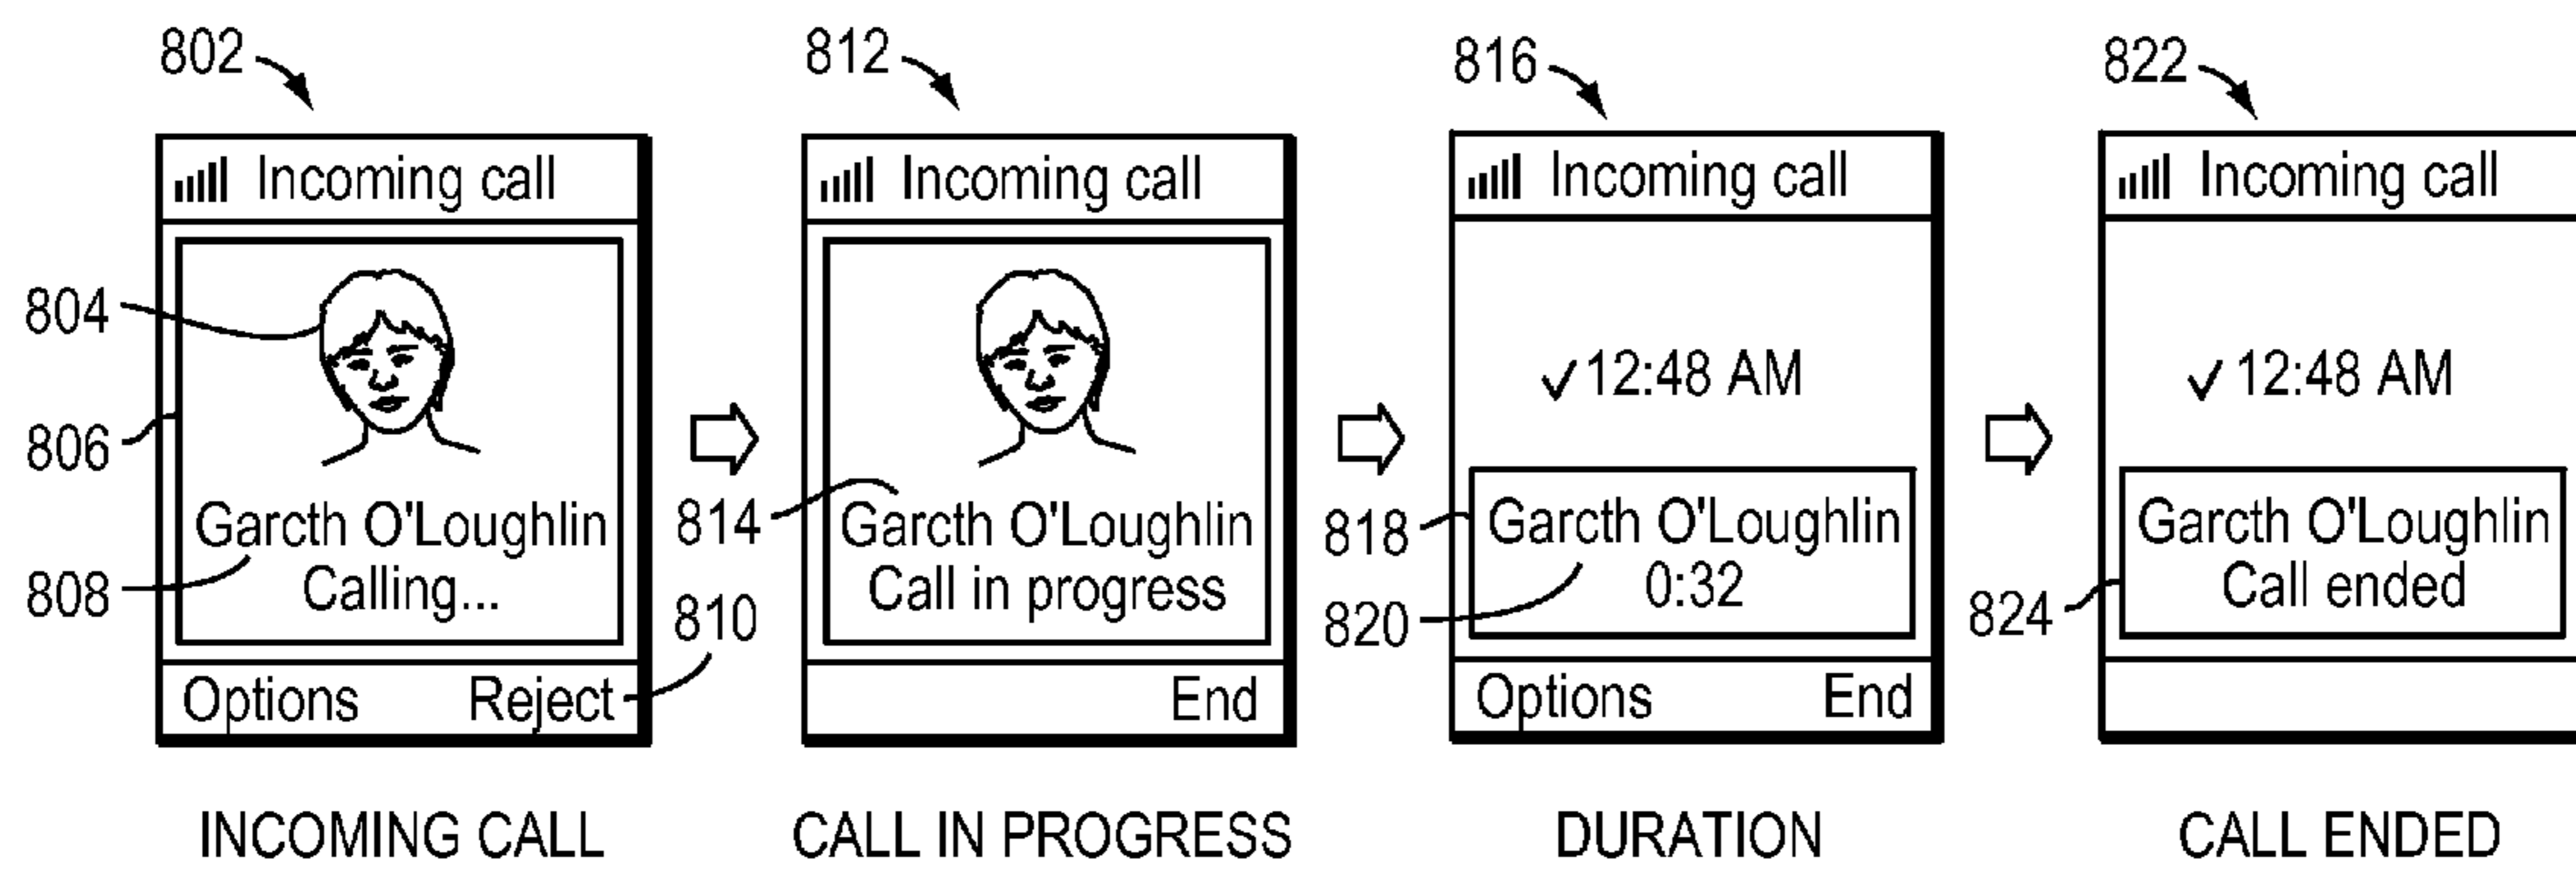 802
Incoming call
804
806
Garcth O'Loughlin
808
Calling...
810
Options Reject
INCOMING CALL
812
Incoming call
814
Garcth O'Loughlin
Call in progress
End
CALL IN PROGRESS
816
Incoming call
✓12:48 AM
818
Garcth O'Loughlin
820
0:32
Options End
DURATION
822
Incoming call
✓12:48 AM
Garcth O'Loughlin
824
Call ended
CALL ENDED